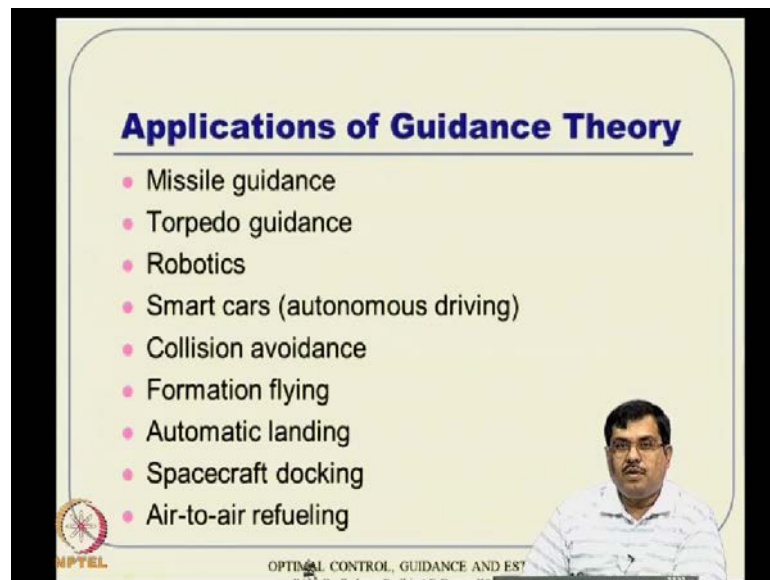 Applications of Guidance Theory
Missile guidance
Torpedo guidance
Robotics
Smart cars (autonomous driving)
Collision avoidance
Formation flying
Automatic landing
Spacecraft docking
Air-to-air refueling
NPTEL
OPTIMAL CONTROL, GUIDANCE AND EST